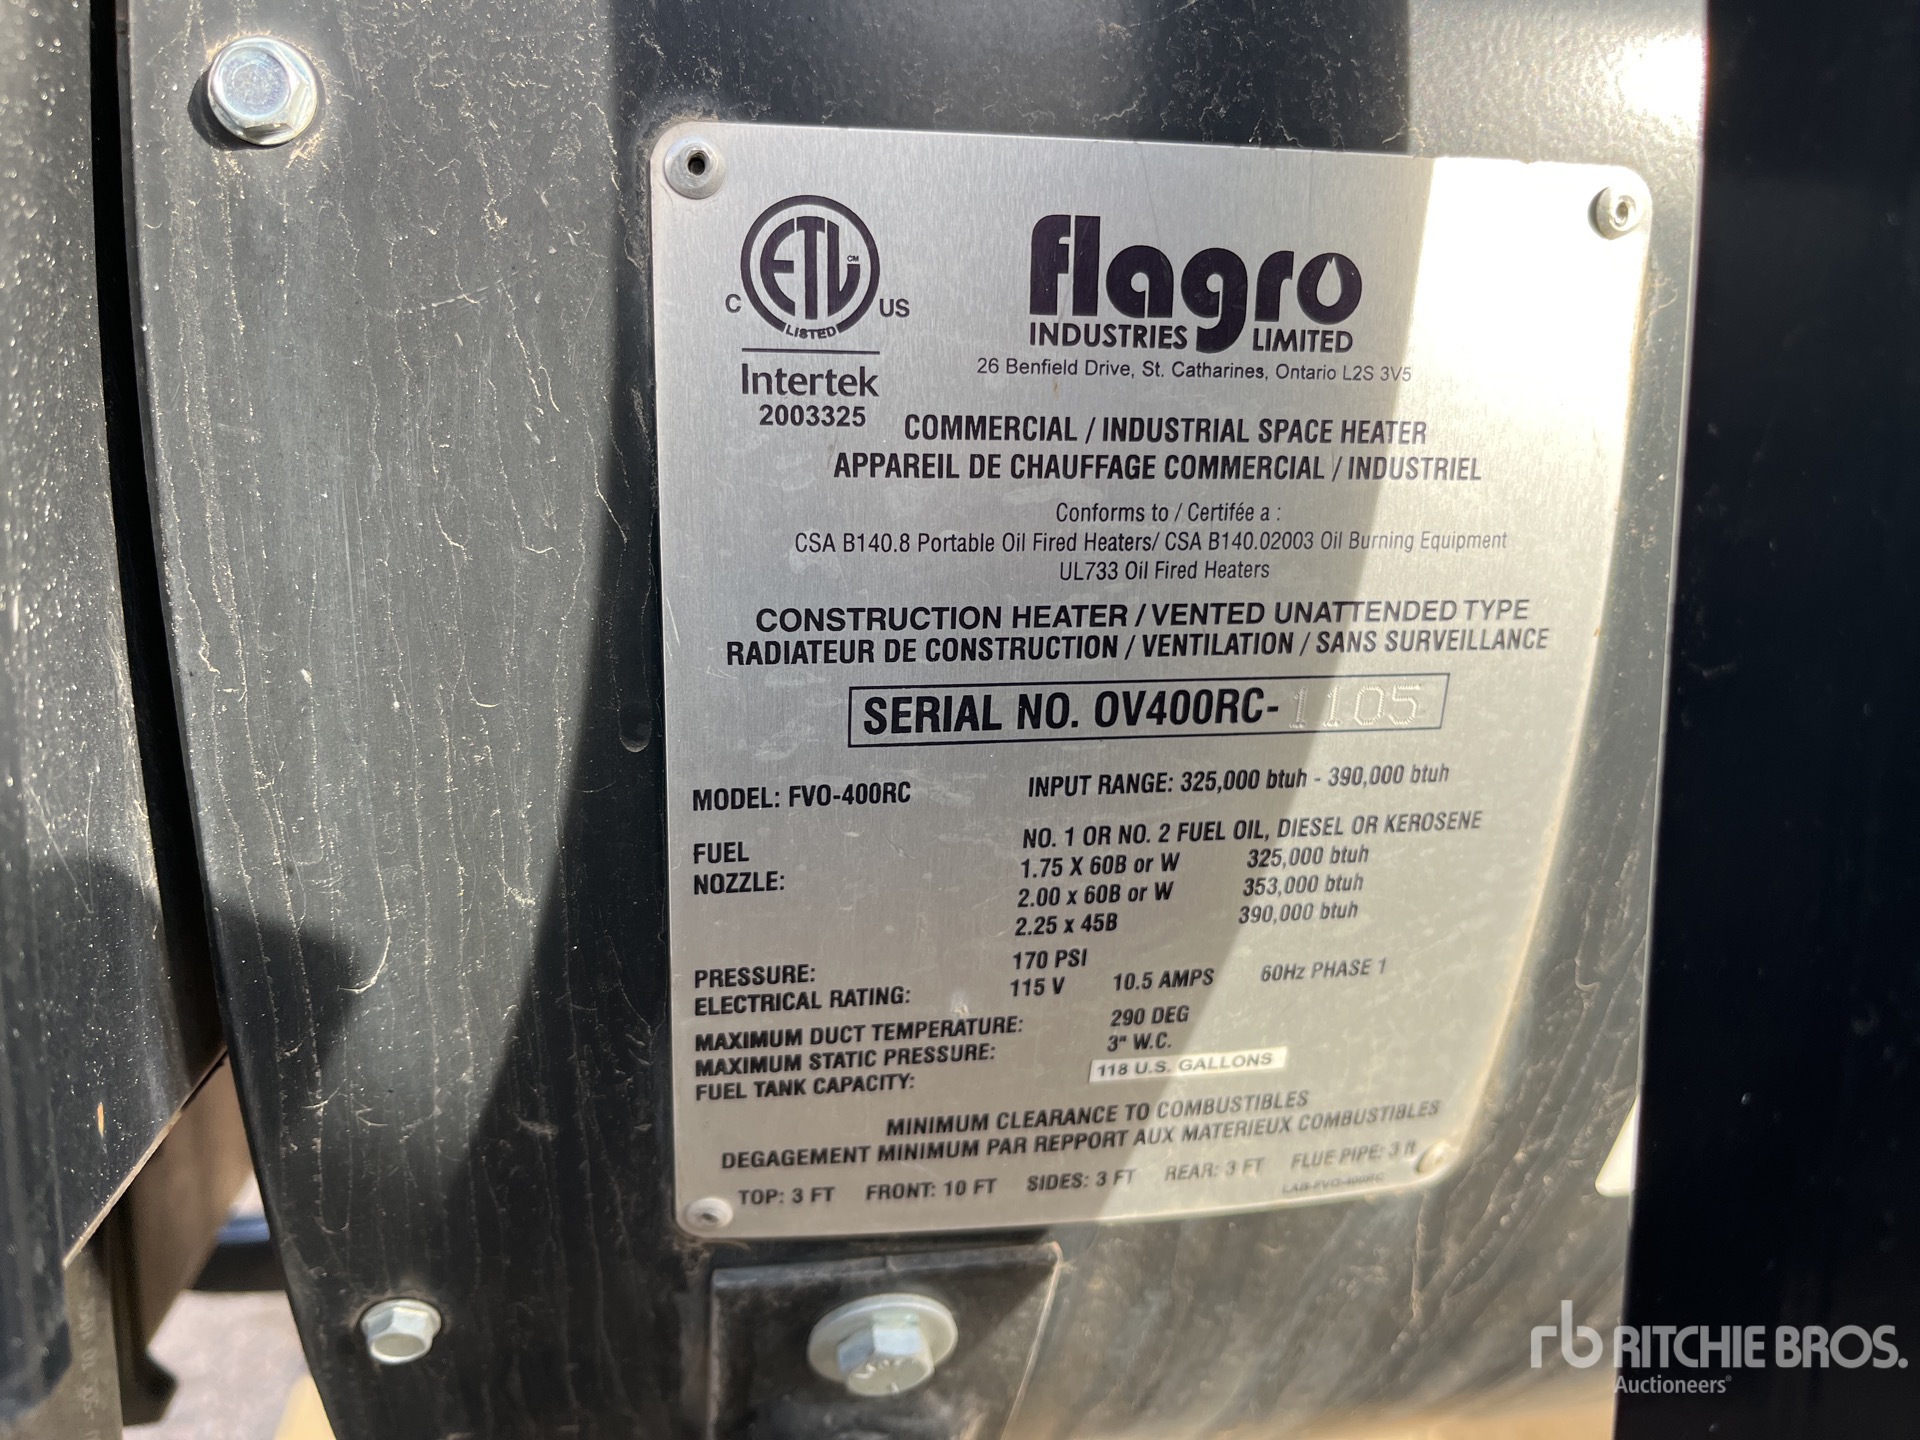 C ETL CM LISTED US
Intertek
2003325
flagro
INDUSTRIES LIMITED
26 Benfield Drive, St. Catharines, Ontario L2S 3V5
COMMERCIAL / INDUSTRIAL SPACE HEATER
APPAREIL DE CHAUFFAGE COMMERCIAL / INDUSTRIEL
Conforms to / Certifée a :
CSA B140.8 Portable Oil Fired Heaters/ CSA B140.02003 Oil Burning Equipment
UL733 Oil Fired Heaters
CONSTRUCTION HEATER / VENTED UNATTENDED TYPE
RADIATEUR DE CONSTRUCTION / VENTILATION / SANS SURVEILLANCE
SERIAL NO. OV400RC-1105
MODEL: FVO-400RC INPUT RANGE: 325,000 btuh - 390,000 btuh
FUEL NO. 1 OR NO. 2 FUEL OIL, DIESEL OR KEROSENE
NOZZLE: 1.75 X 60B or W 325,000 btuh
2.00 x 60B or W 353,000 btuh
2.25 x 45B 390,000 btuh
PRESSURE: 170 PSI
ELECTRICAL RATING: 115 V 10.5 AMPS 60Hz PHASE 1
MAXIMUM DUCT TEMPERATURE: 290 DEG
MAXIMUM STATIC PRESSURE: 3" W.C.
FUEL TANK CAPACITY: 118 U.S. GALLONS
MINIMUM CLEARANCE TO COMBUSTIBLES
DEGAGEMENT MINIMUM PAR REPPORT AUX MATERIEUX COMBUSTIBLES
TOP: 3 FT FRONT: 10 FT SIDES: 3 FT REAR: 3 FT FLUE PIPE: 3 ft
LAB-FVO-400RC
rb RITCHIE BROS.
Auctioneers